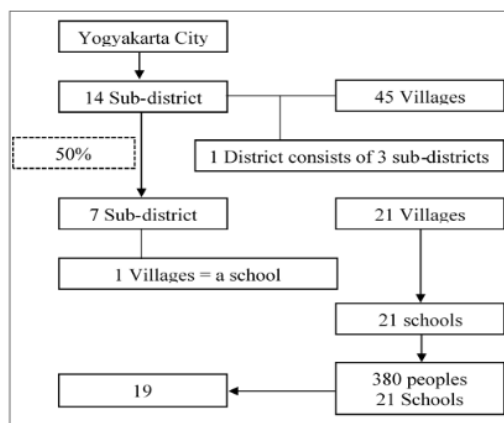 Yogyakarta City
14 Sub-district
45 Villages
50%
1 District consists of 3 sub-districts
7 Sub-district
21 Villages
1 Villages = a school
21 schools
19
380 peoples
21 Schools